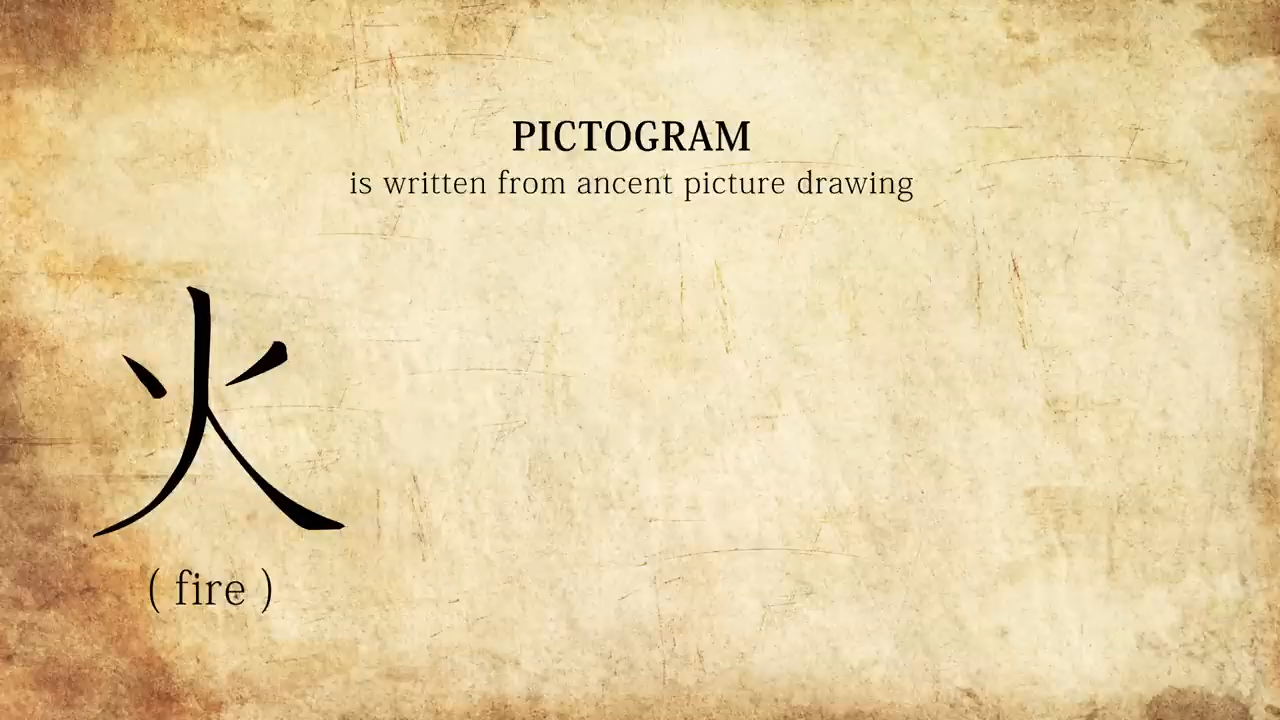 PICTOGRAM
is written from ancent picture drawing
火
( fire )